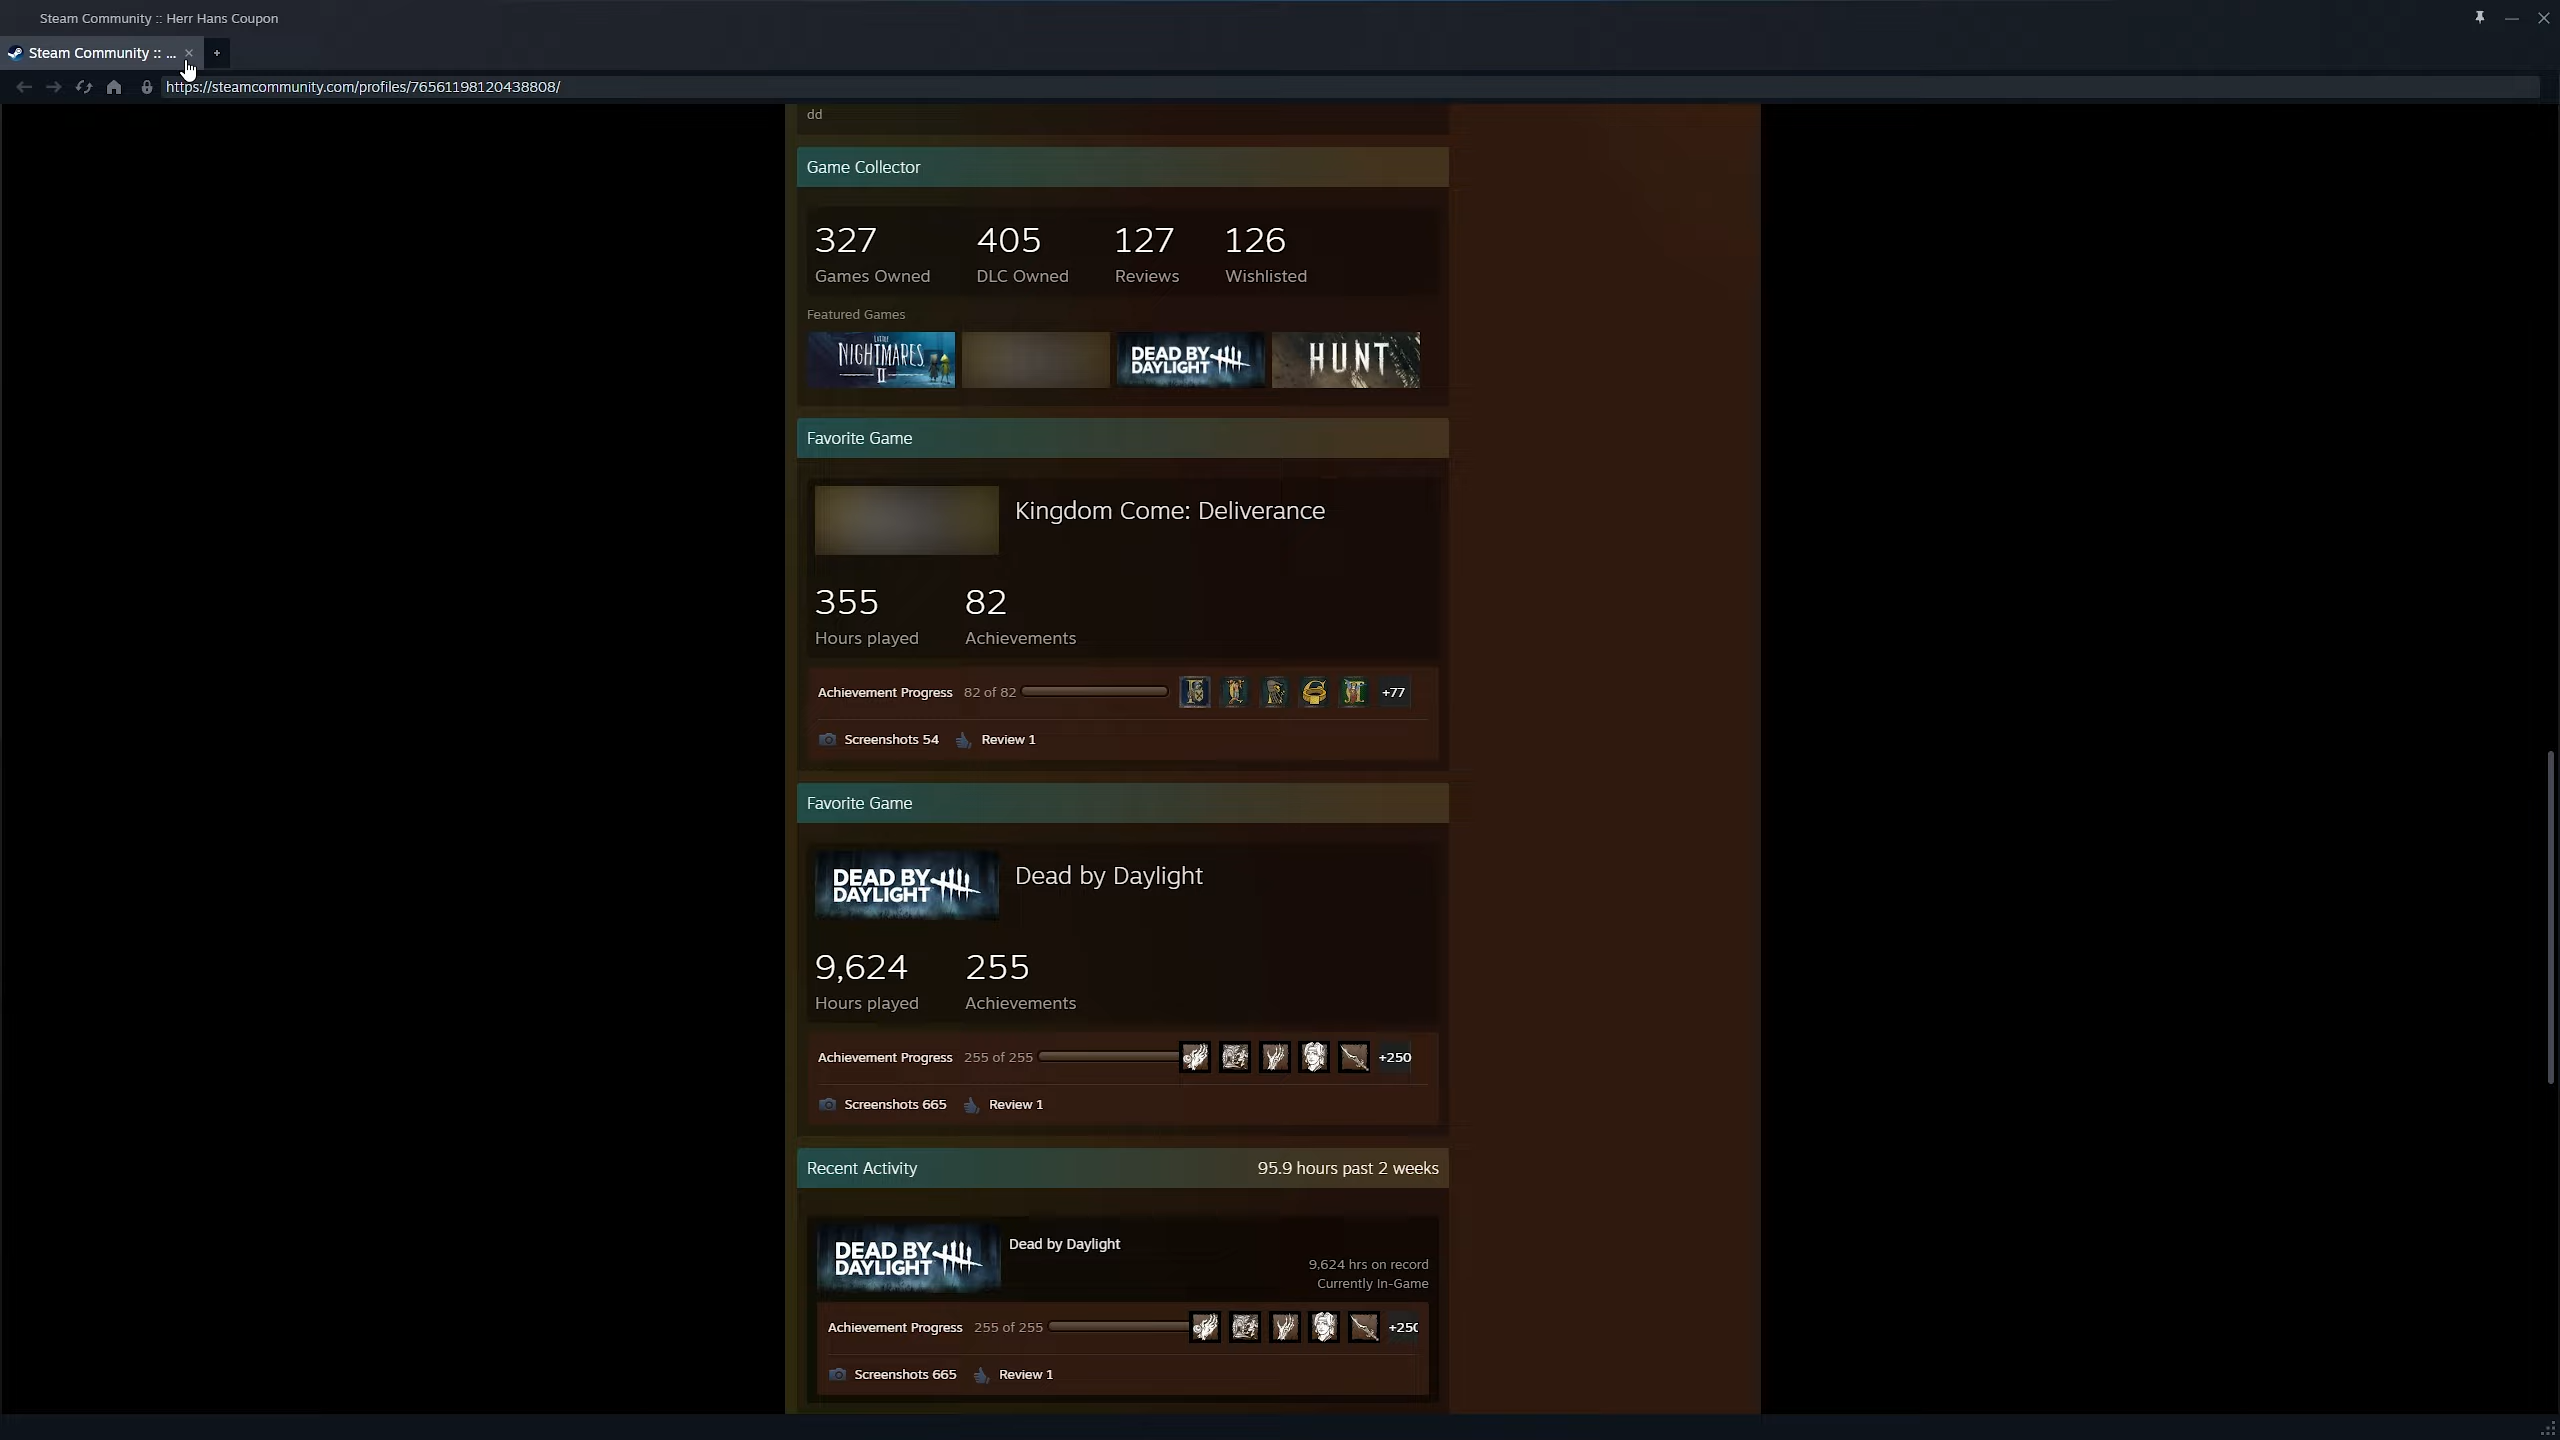 Steam Community :: Herr Hans Coupon
Steam Community :: ...
https://steamcommunity.com/profiles/76561198120438808/
dd
Game Collector
327 405 127 126
Games Owned DLC Owned Reviews Wishlisted
Featured Games
LITTLE NIGHTMARES II DEAD BY DAYLIGHT HUNT
Favorite Game
Kingdom Come: Deliverance
355 82
Hours played Achievements
Achievement Progress 82 of 82 +77
Screenshots 54 Review 1
Favorite Game
DEAD BY DAYLIGHT Dead by Daylight
9,624 255
Hours played Achievements
Achievement Progress 255 of 255 +250
Screenshots 665 Review 1
Recent Activity 95.9 hours past 2 weeks
DEAD BY DAYLIGHT Dead by Daylight
9,624 hrs on record
Currently In-Game
Achievement Progress 255 of 255 +250
Screenshots 665 Review 1